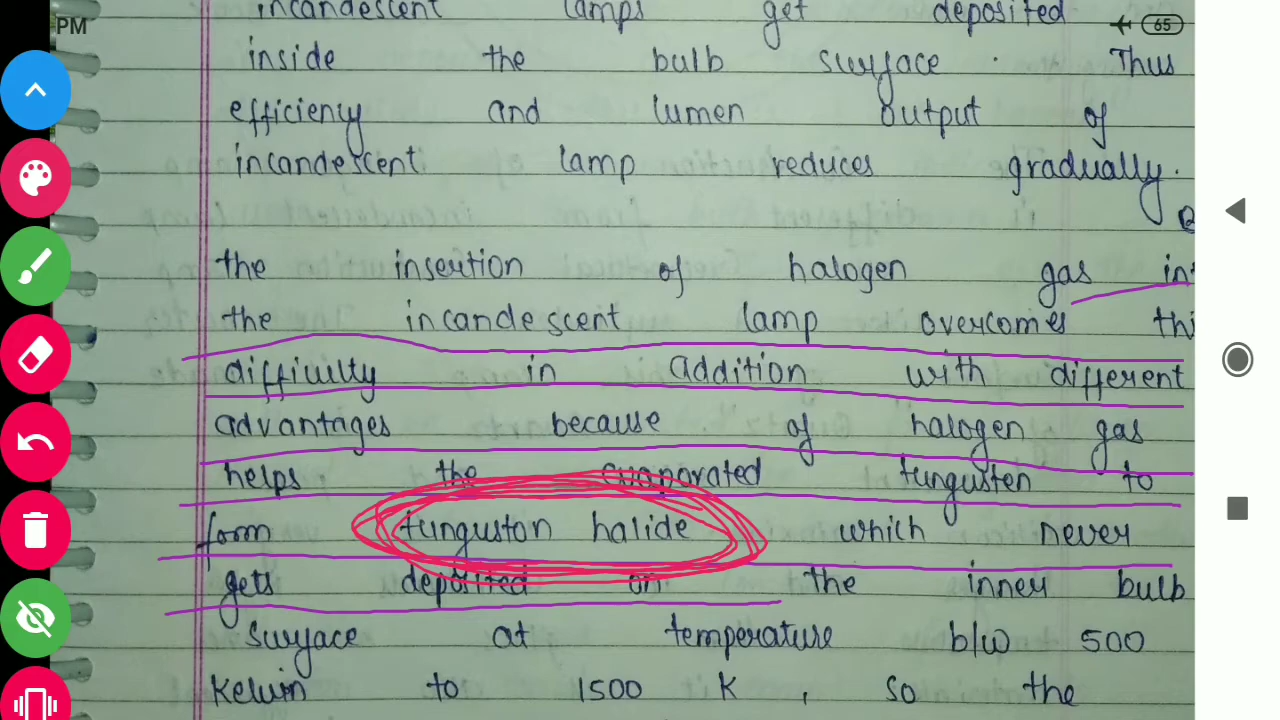 PM
65
incandescent lamps get deposited
inside the bulb surface. Thus
efficiency and lumen output of
incandescent lamp reduces gradually.
the insertion of halogen gas
the incandescent lamp overcomes
difficulty in addition with different
advantages because of halogen gas
helps the evaporated tungusten to
form tunguston halide which never
gets deposited on the inner bulb
surface at temperature b/w 500
Kelvin to 1500 K, so the